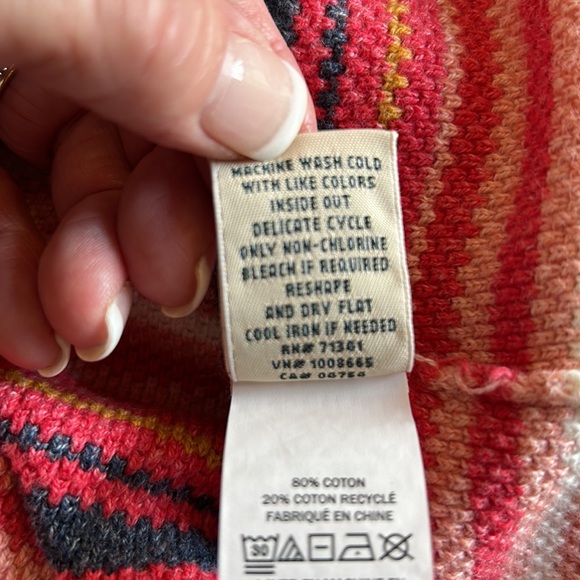 MACHINE WASH COLD
WITH LIKE COLORS
INSIDE OUT
DELICATE CYCLE
ONLY NON-CHLORINE
BLEACH IF REQUIRED
RESHAPE
AND DRY FLAT
COOL IRON IF NEEDED
RN# 71361
VN# 1008665
80% COTON
20% COTON RECYCLÉ
FABRIQUÉ EN CHINE
30